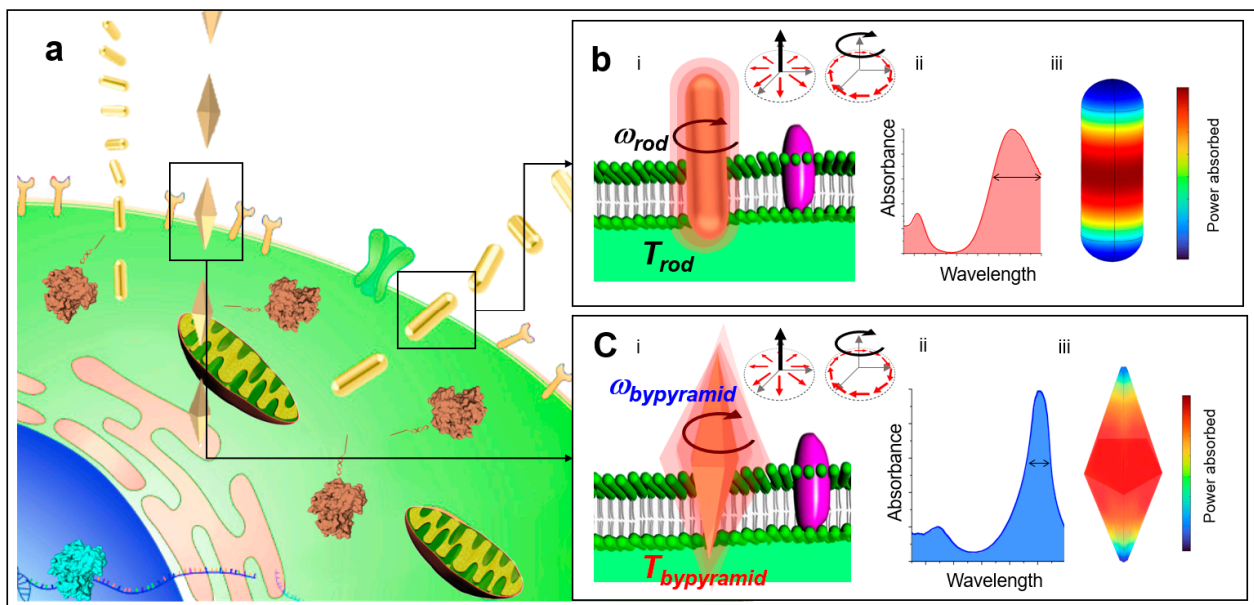 a
b
i
ii
iii
ω_rod
T_rod
Absorbance
Wavelength
Power absorbed
C
i
ii
iii
ω_bypyramid
T_bypyramid
Absorbance
Wavelength
Power absorbed